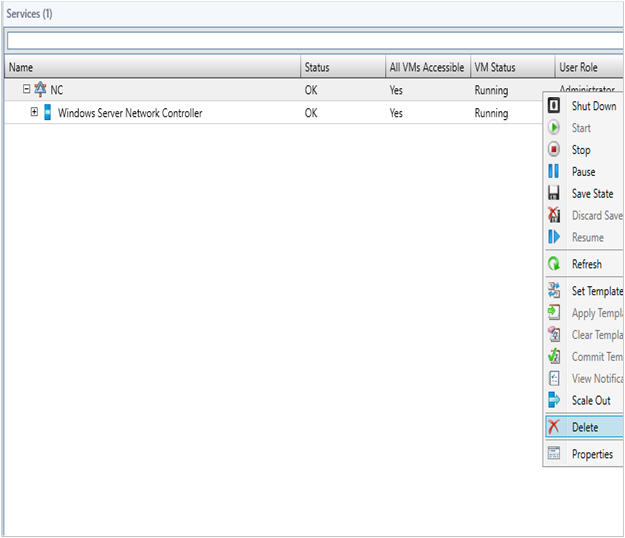 Services (1)
Name Status All VMs Accessible VM Status User Role
NC OK Yes Running Administrator
Windows Server Network Controller OK Yes Running
Shut Down
Start
Stop
Pause
Save State
Discard Save
Resume
Refresh
Set Template
Apply Templa
Clear Templa
Commit Tem
View Notifica
Scale Out
Delete
Properties